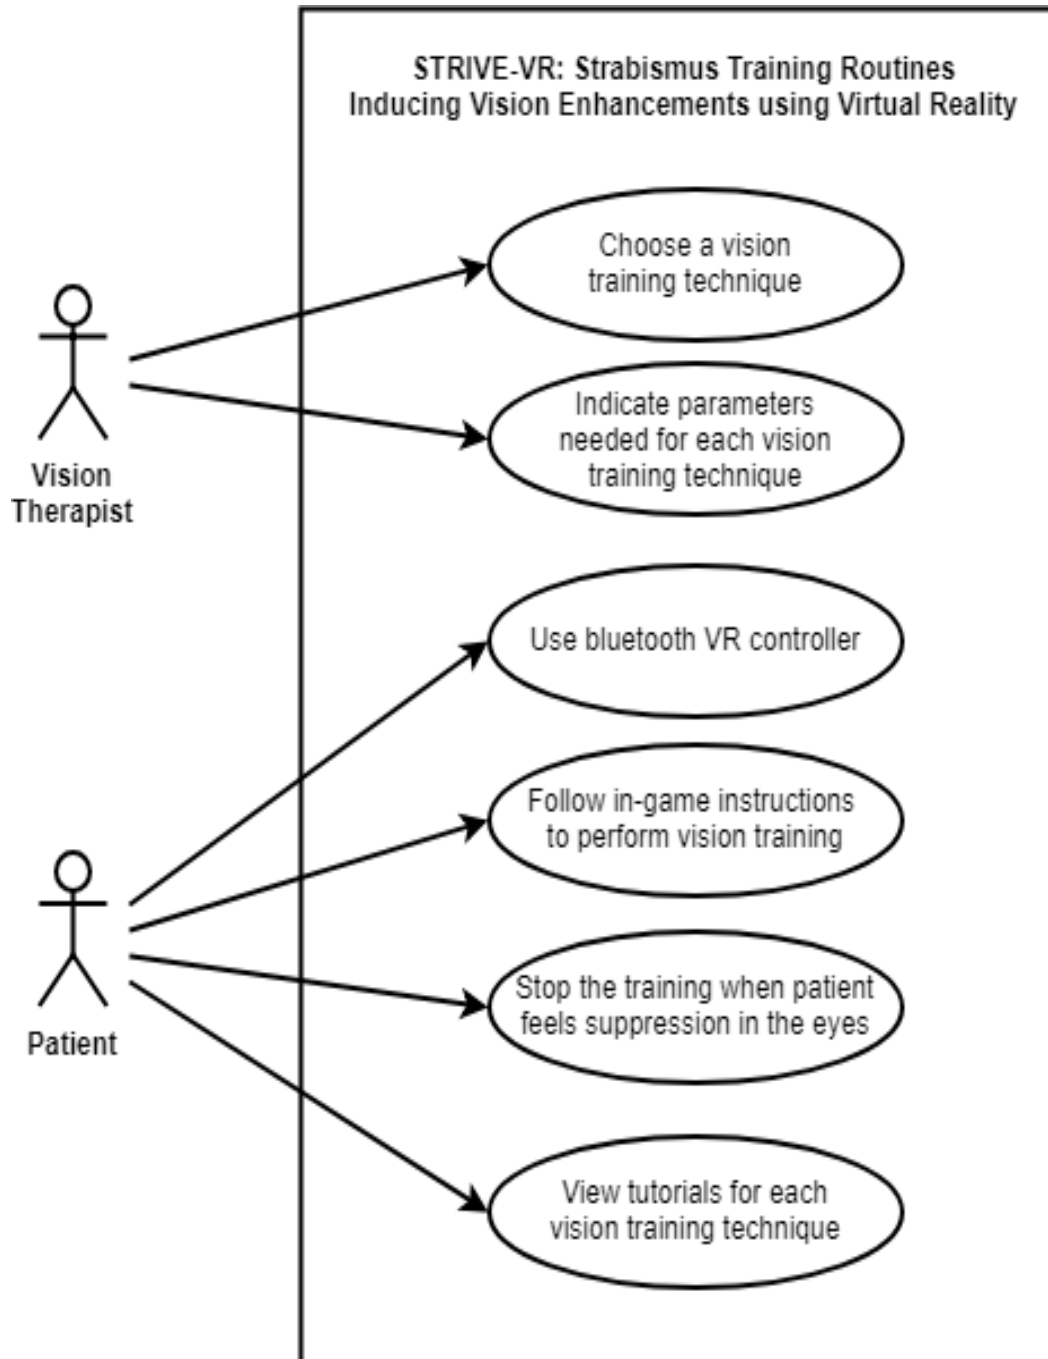 STRIVE-VR: Strabismus Training Routines
Inducing Vision Enhancements using Virtual Reality
Choose a vision
training technique
Indicate parameters
needed for each vision
training technique
Vision
Therapist
Use bluetooth VR controller
Follow in-game instructions
to perform vision training
Stop the training when patient
feels suppression in the eyes
Patient
View tutorials for each
vision training technique